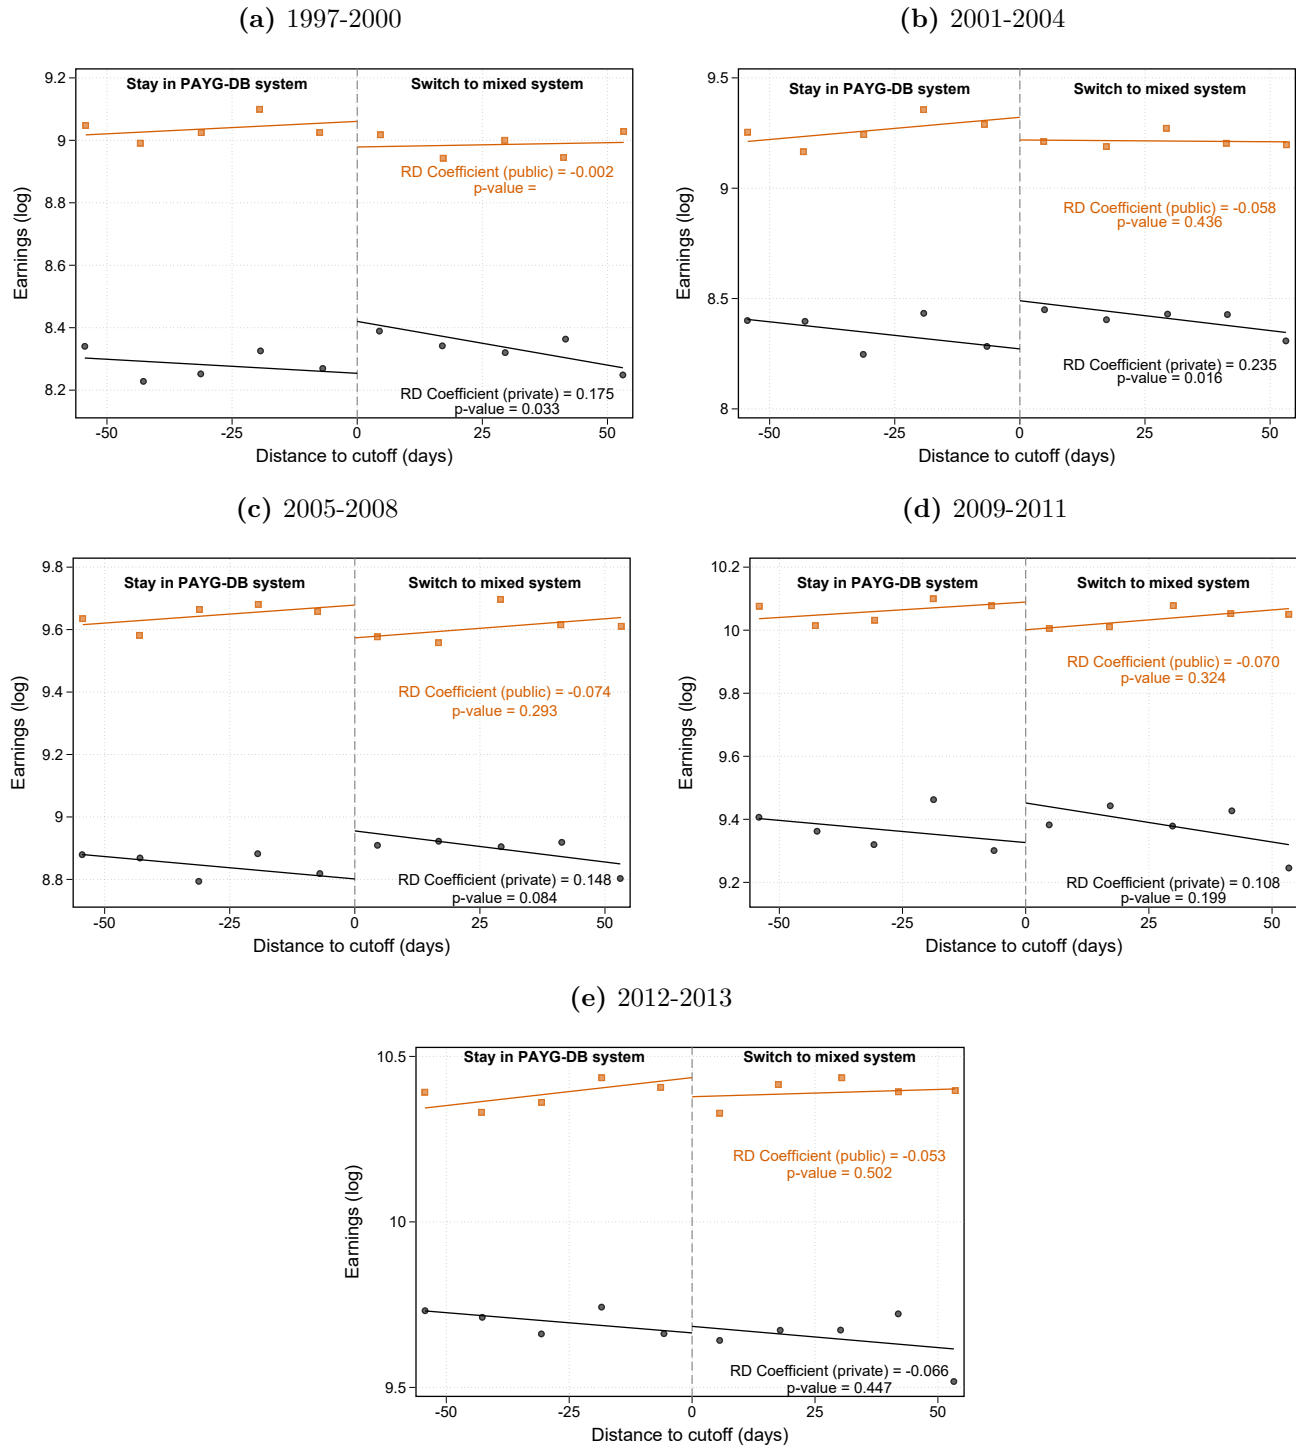 (a) 1997-2000
9.2
9
8.8
8.6
8.4
8.2
Earnings (log)
Stay in PAYG-DB system
Switch to mixed system
RD Coefficient (public) = -0.002
p-value =
RD Coefficient (private) = 0.175
p-value = 0.033
-50
-25
0
25
50
Distance to cutoff (days)
(b) 2001-2004
9.5
9
8.5
8
Earnings (log)
Stay in PAYG-DB system
Switch to mixed system
RD Coefficient (public) = -0.058
p-value = 0.436
RD Coefficient (private) = 0.235
p-value = 0.016
-50
-25
0
25
50
Distance to cutoff (days)
(c) 2005-2008
9.8
9.6
9.4
9.2
9
8.8
Earnings (log)
Stay in PAYG-DB system
Switch to mixed system
RD Coefficient (public) = -0.074
p-value = 0.293
RD Coefficient (private) = 0.148
p-value = 0.084
-50
-25
0
25
50
Distance to cutoff (days)
(d) 2009-2011
10.2
10
9.8
9.6
9.4
9.2
Earnings (log)
Stay in PAYG-DB system
Switch to mixed system
RD Coefficient (public) = -0.070
p-value = 0.324
RD Coefficient (private) = 0.108
p-value = 0.199
-50
-25
0
25
50
Distance to cutoff (days)
(e) 2012-2013
10.5
10
9.5
Earnings (log)
Stay in PAYG-DB system
Switch to mixed system
RD Coefficient (public) = -0.053
p-value = 0.502
RD Coefficient (private) = -0.066
p-value = 0.447
-50
-25
0
25
50
Distance to cutoff (days)